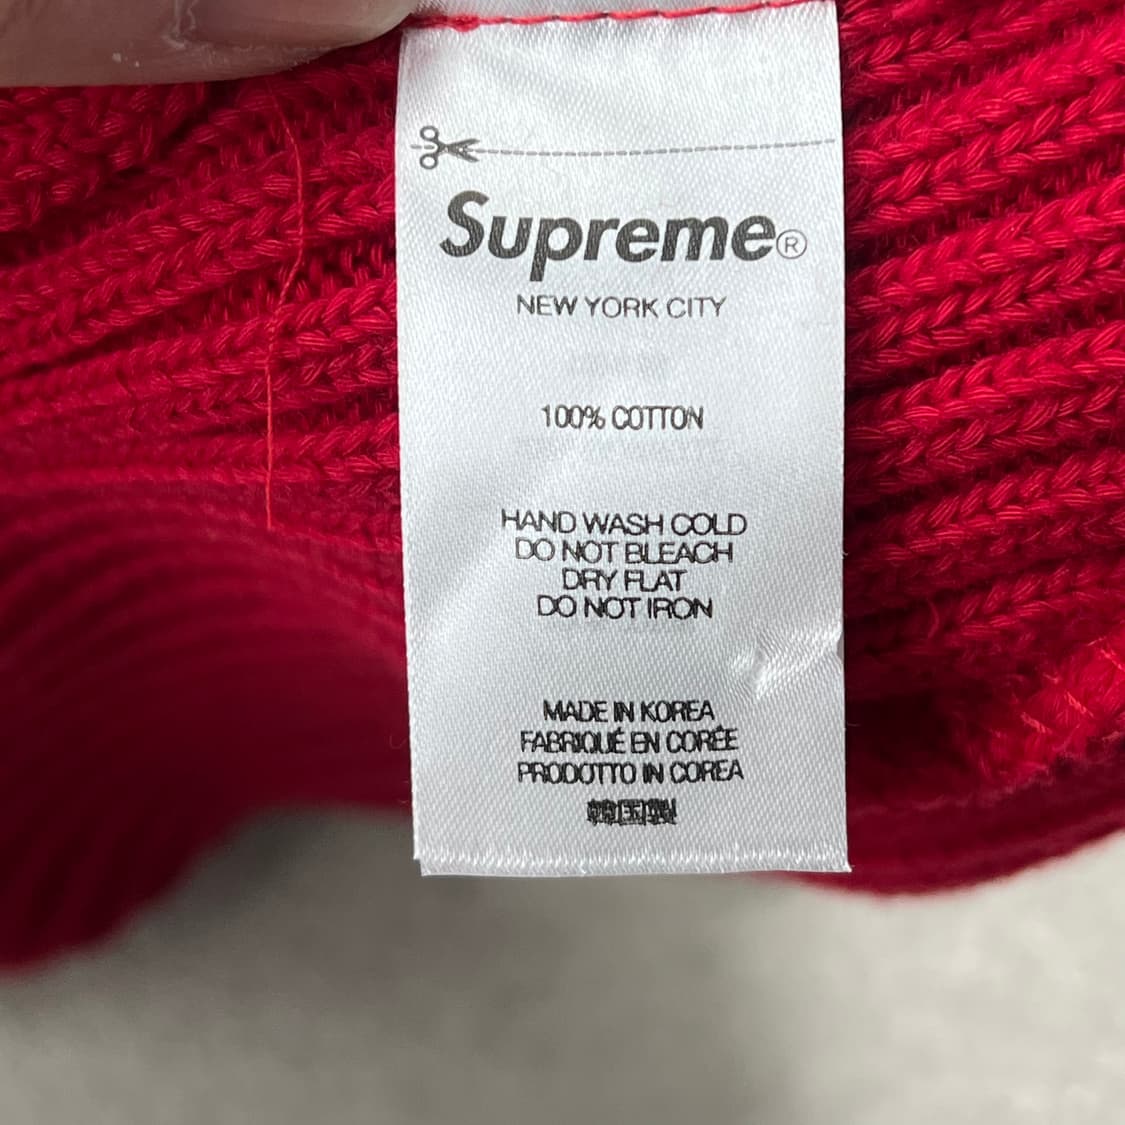 Supreme®
NEW YORK CITY
100% COTTON
HAND WASH COLD
DO NOT BLEACH
DRY FLAT
DO NOT IRON
MADE IN KOREA
FABRIQUÉ EN CORÉE
PRODOTTO IN COREA